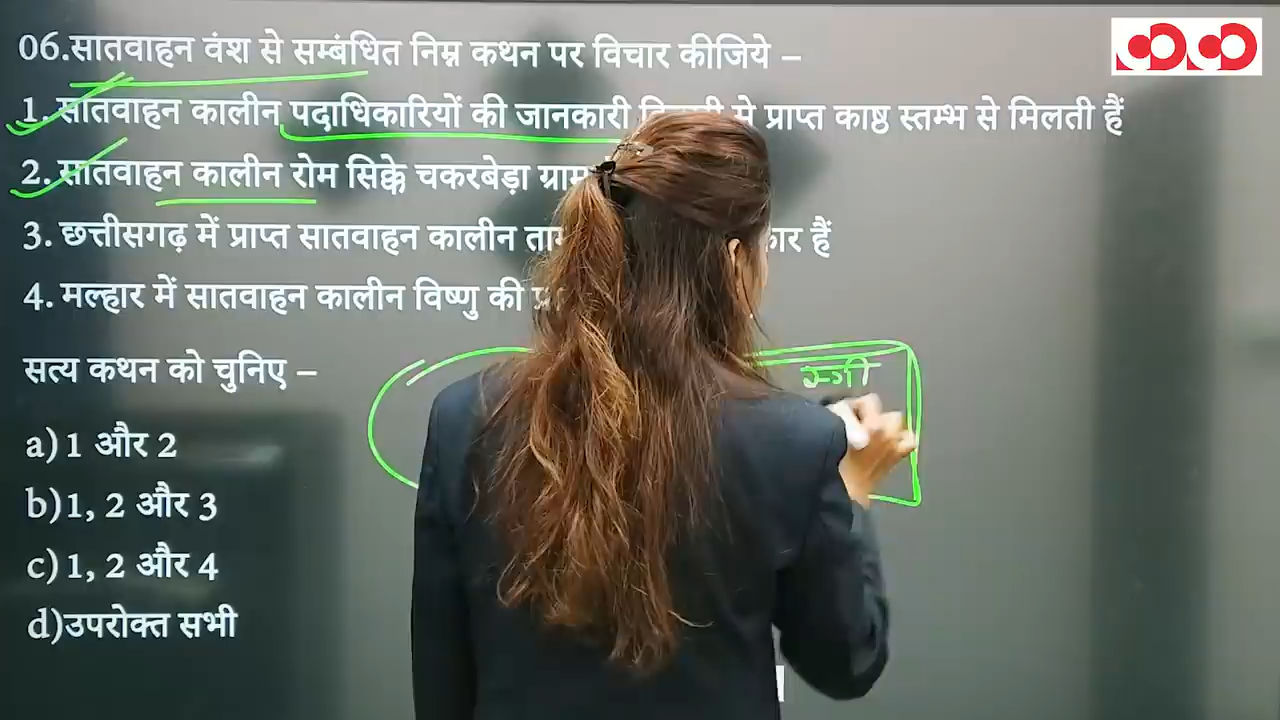 06.सातवाहन वंश से सम्बंधित निम्न कथन पर विचार कीजिये –
1. सातवाहन कालीन पदाधिकारियों की जानकारी में प्राप्त काष्ठ स्तम्भ से मिलती हैं
2. सातवाहन कालीन रोम सिक्के चकरबेड़ा ग्राम
3. छत्तीसगढ़ में प्राप्त सातवाहन कालीन हैं
4. मल्हार में सातवाहन कालीन विष्णु की
सत्य कथन को चुनिए –
a) 1 और 2
b) 1, 2 और 3
c) 1, 2 और 4
d)उपरोक्त सभी